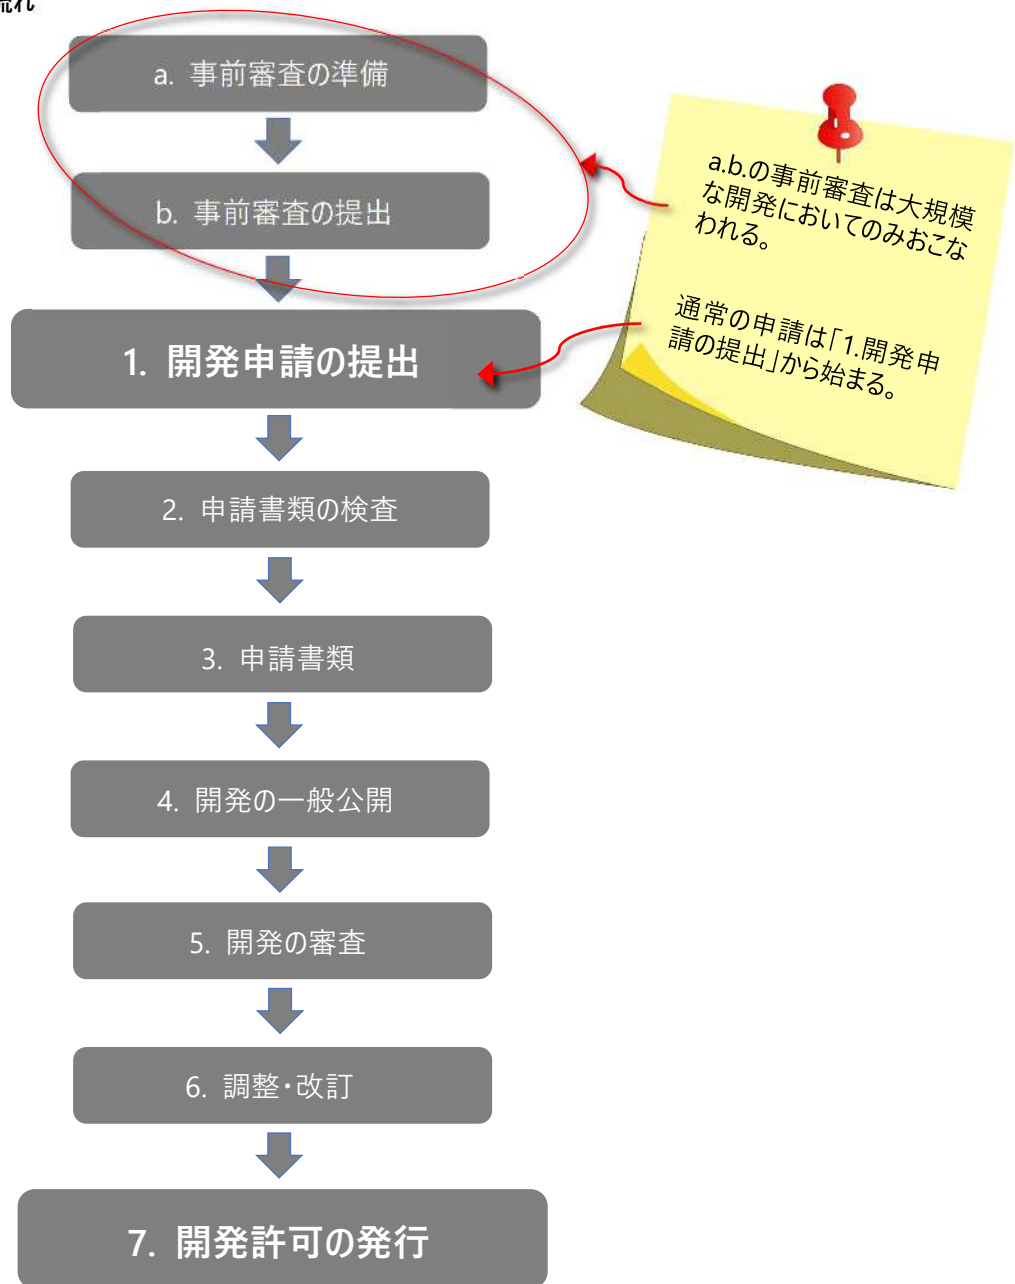 流れ
a. 事前審査の準備
b. 事前審査の提出
a.b.の事前審査は大規模
な開発においてのみおこな
われる。
通常の申請は「1.開発申
請の提出」から始まる。
1. 開発申請の提出
2. 申請書類の検査
3. 申請書類
4. 開発の一般公開
5. 開発の審査
6. 調整・改訂
7. 開発許可の発行